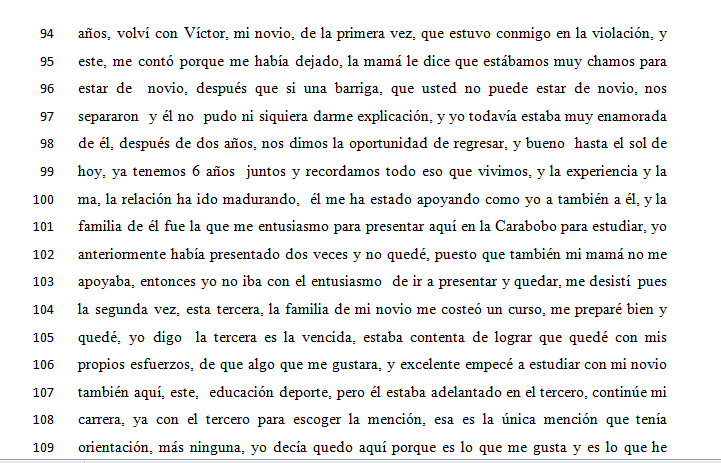 94 años, volví con Víctor, mi novio, de la primera vez, que estuvo conmigo en la violación, y
95 este, me contó porque me había dejado, la mamá le dice que estábamos muy chamos para
96 estar de novio, después que si una barriga, que usted no puede estar de novio, nos
97 separaron y él no pudo ni siquiera darme explicación, y yo todavía estaba muy enamorada
98 de él, después de dos años, nos dimos la oportunidad de regresar, y bueno hasta el sol de
99 hoy, ya tenemos 6 años juntos y recordamos todo eso que vivimos, y la experiencia y la
100 ma, la relación ha ido madurando, él me ha estado apoyando como yo a también a él, y la
101 familia de él fue la que me entusiasmo para presentar aquí en la Carabobo para estudiar, yo
102 anteriormente había presentado dos veces y no quedé, puesto que también mi mamá no me
103 apoyaba, entonces yo no iba con el entusiasmo de ir a presentar y quedar, me desistí pues
104 la segunda vez, esta tercera, la familia de mi novio me costeó un curso, me preparé bien y
105 quedé, yo digo la tercera es la vencida, estaba contenta de lograr que quedé con mis
106 propios esfuerzos, de que algo que me gustara, y excelente empecé a estudiar con mi novio
107 también aquí, este, educación deporte, pero él estaba adelantado en el tercero, continúe mi
108 carrera, ya con el tercero para escoger la mención, esa es la única mención que tenía
109 orientación, más ninguna, yo decía quedo aquí porque es lo que me gusta y es lo que he